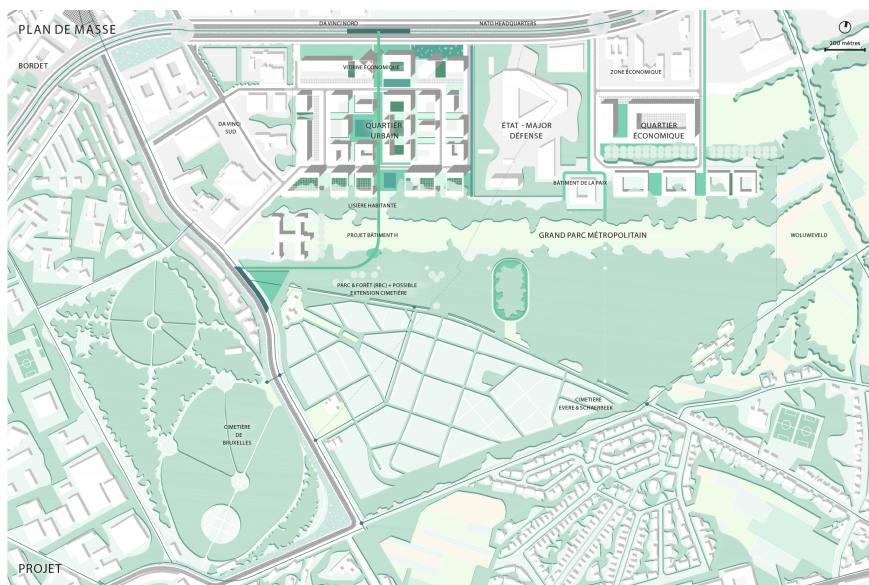 PLAN DE MASSE
DA VINCI NORD
NATO HEADQUARTERS
200 mètres
BORDET
VITRINE ÉCONOMIQUE
ZONE ÉCONOMIQUE
DA VINCI
SUD
QUARTIER
URBAIN
ÉTAT -MAJOR
DÉFENSE
QUARTIER
ÉCONOMIQUE
BÂTIMENT DE LA PAIX
LISIÈRE HABITANTE
PROJET BÂTIMENT H
GRAND PARC MÉTROPOLITAIN
WOLUWEVELD
PARC & FORÊT (RBC) + POSSIBLE
EXTENSION CIMETIÈRE
CIMETIÈRE
EVERE & SCHAERBEEK
CIMETIÈRE
DE
BRUXELLES
PROJET